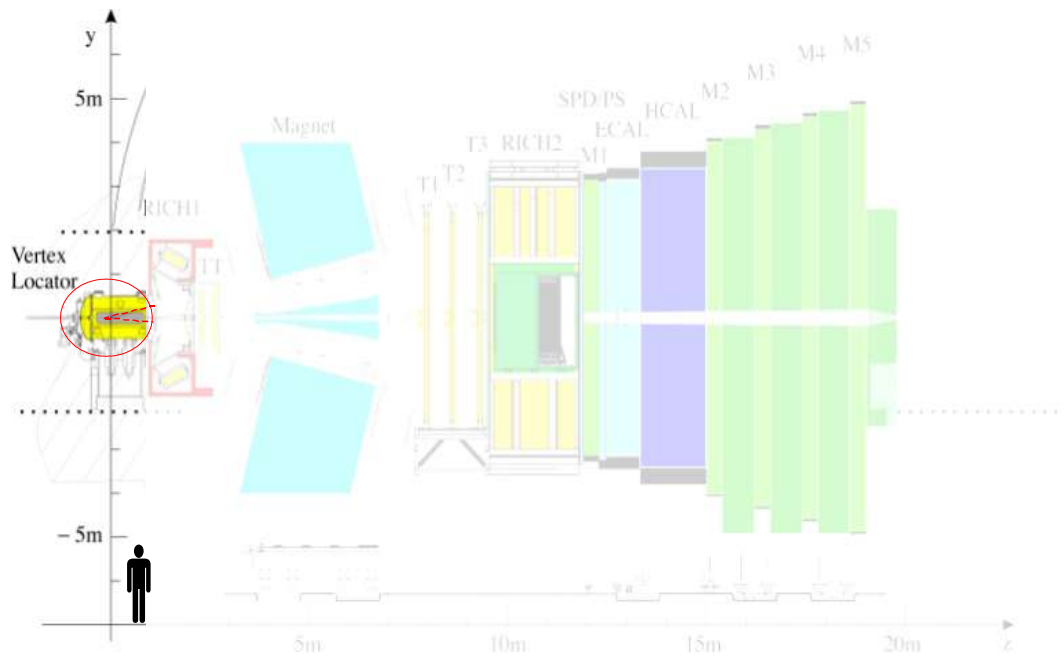 y
M5
M4
M3
5m
M2
SPD/PS
HCAL
Magnet
ECAL
T3
RICH2
M1
T2
T1
RICH1
Vertex
TT
Locator
− 5m
5m
10m
15m
20m
z